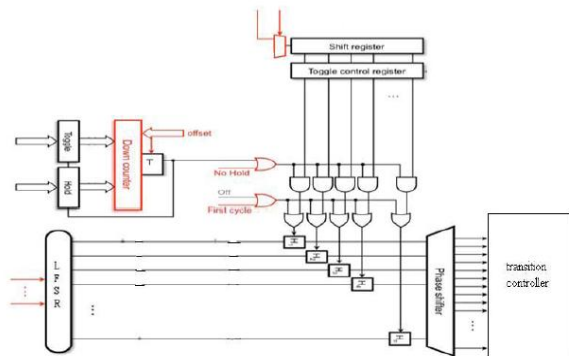 Shift register
Toggle control register
...
Toggle
Hold
Down counter
offset
T
No Hold
Off
First cycle
L
F
S
R
...
...
H
H
H
H
H
Phase shifter
...
transition
controller